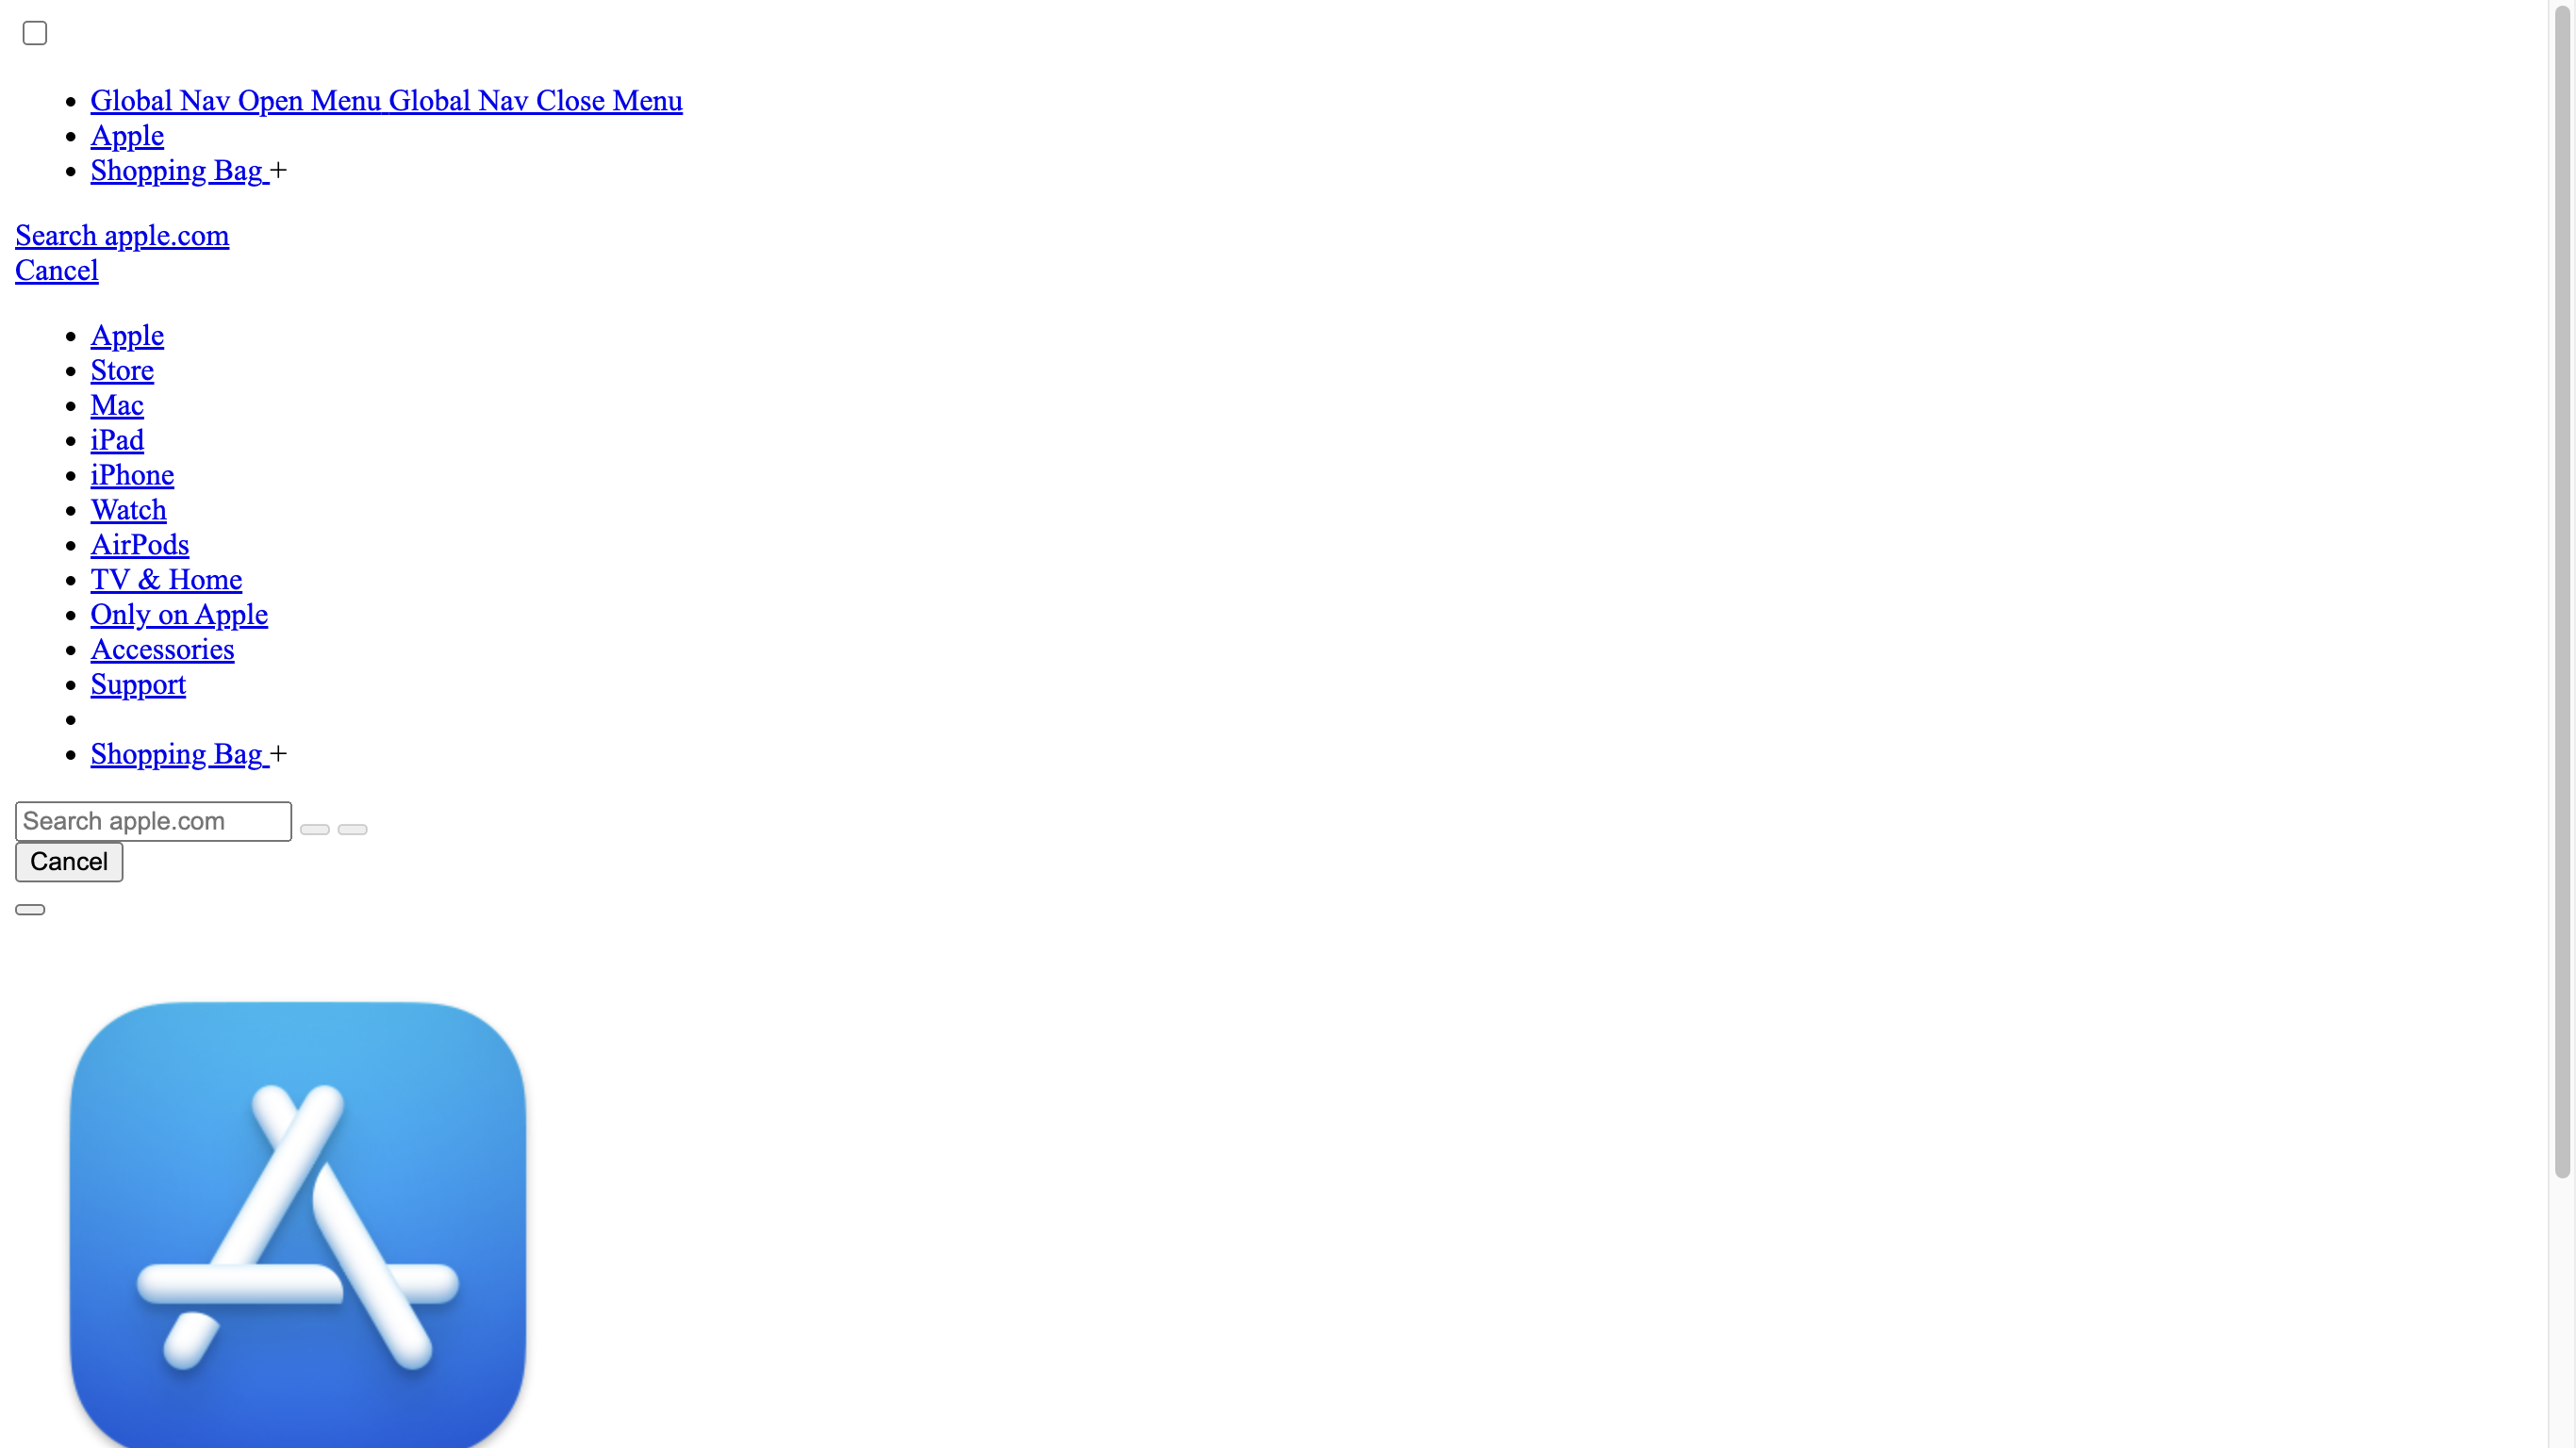 Global Nav Open Menu Global Nav Close Menu
Apple
Shopping Bag +
Search apple.com
Cancel
Apple
Store
Mac
iPad
iPhone
Watch
AirPods
TV & Home
Only on Apple
Accessories
Support
Shopping Bag +
Search apple.com
Cancel